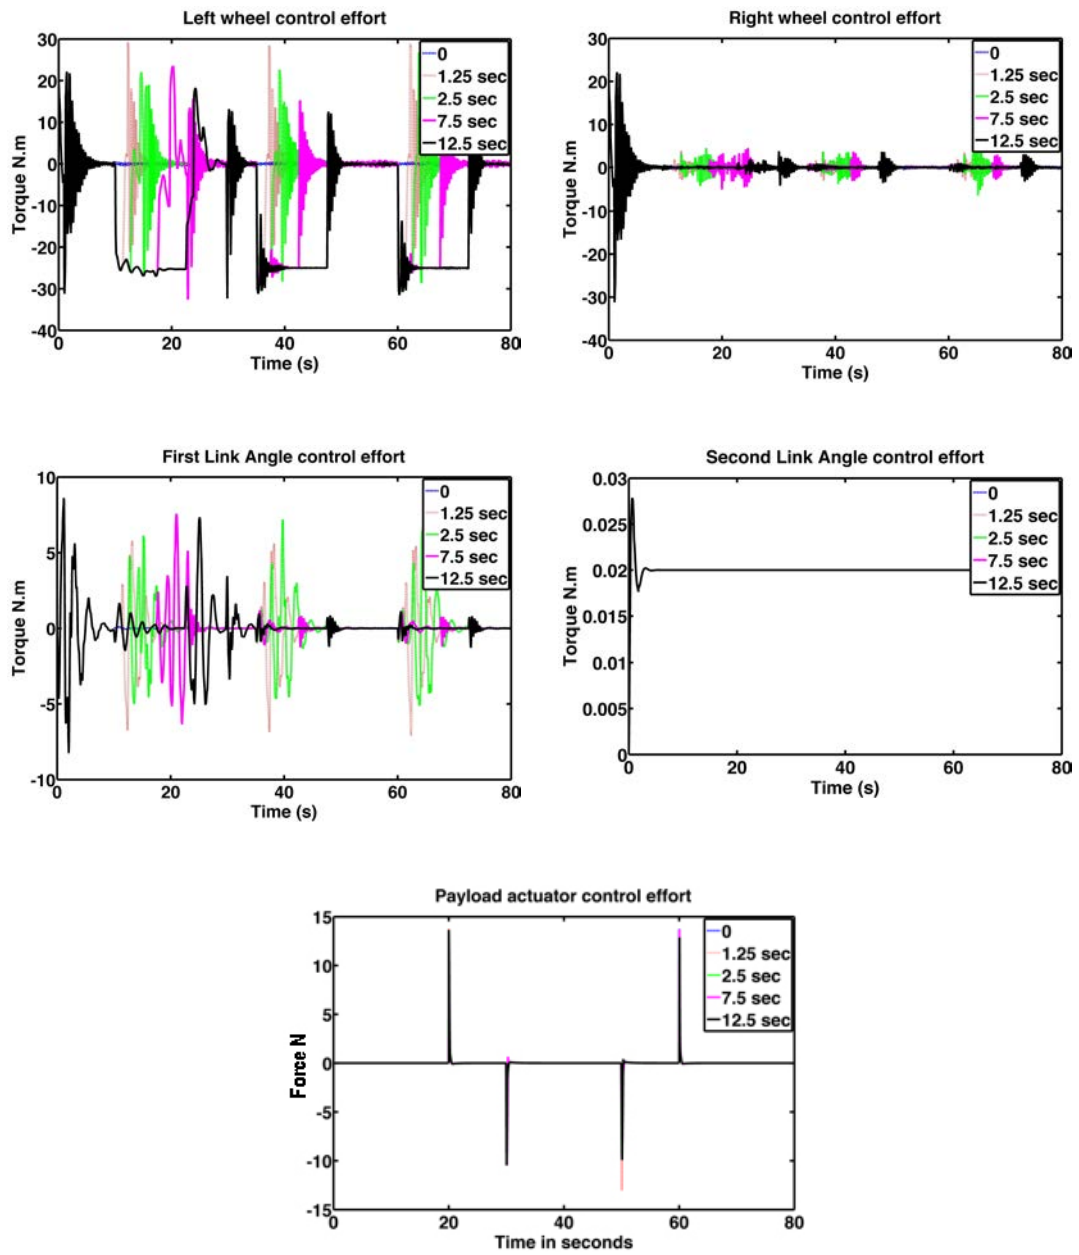 Left wheel control effort
30
20
10
0
-10
-20
-30
-40
Torque N.m
0
20
40
60
80
Time (s)
0
1.25 sec
2.5 sec
7.5 sec
12.5 sec
Right wheel control effort
30
20
10
0
-10
-20
-30
-40
Torque N.m
0
20
40
60
80
Time (s)
0
1.25 sec
2.5 sec
7.5 sec
12.5 sec
First Link Angle control effort
10
5
0
-5
-10
Torque N.m
0
20
40
60
80
Time (s)
0
1.25 sec
2.5 sec
7.5 sec
12.5 sec
Second Link Angle control effort
0.03
0.025
0.020
0.015
0.01
0.005
0
Torque N.m
0
20
40
60
80
Time (s)
0
1.25 sec
2.5 sec
7.5 sec
12.5 sec
Payload actuator control effort
15
10
5
0
-5
-10
-15
Force N
0
20
40
60
80
Time in seconds
0
1.25 sec
2.5 sec
7.5 sec
12.5 sec